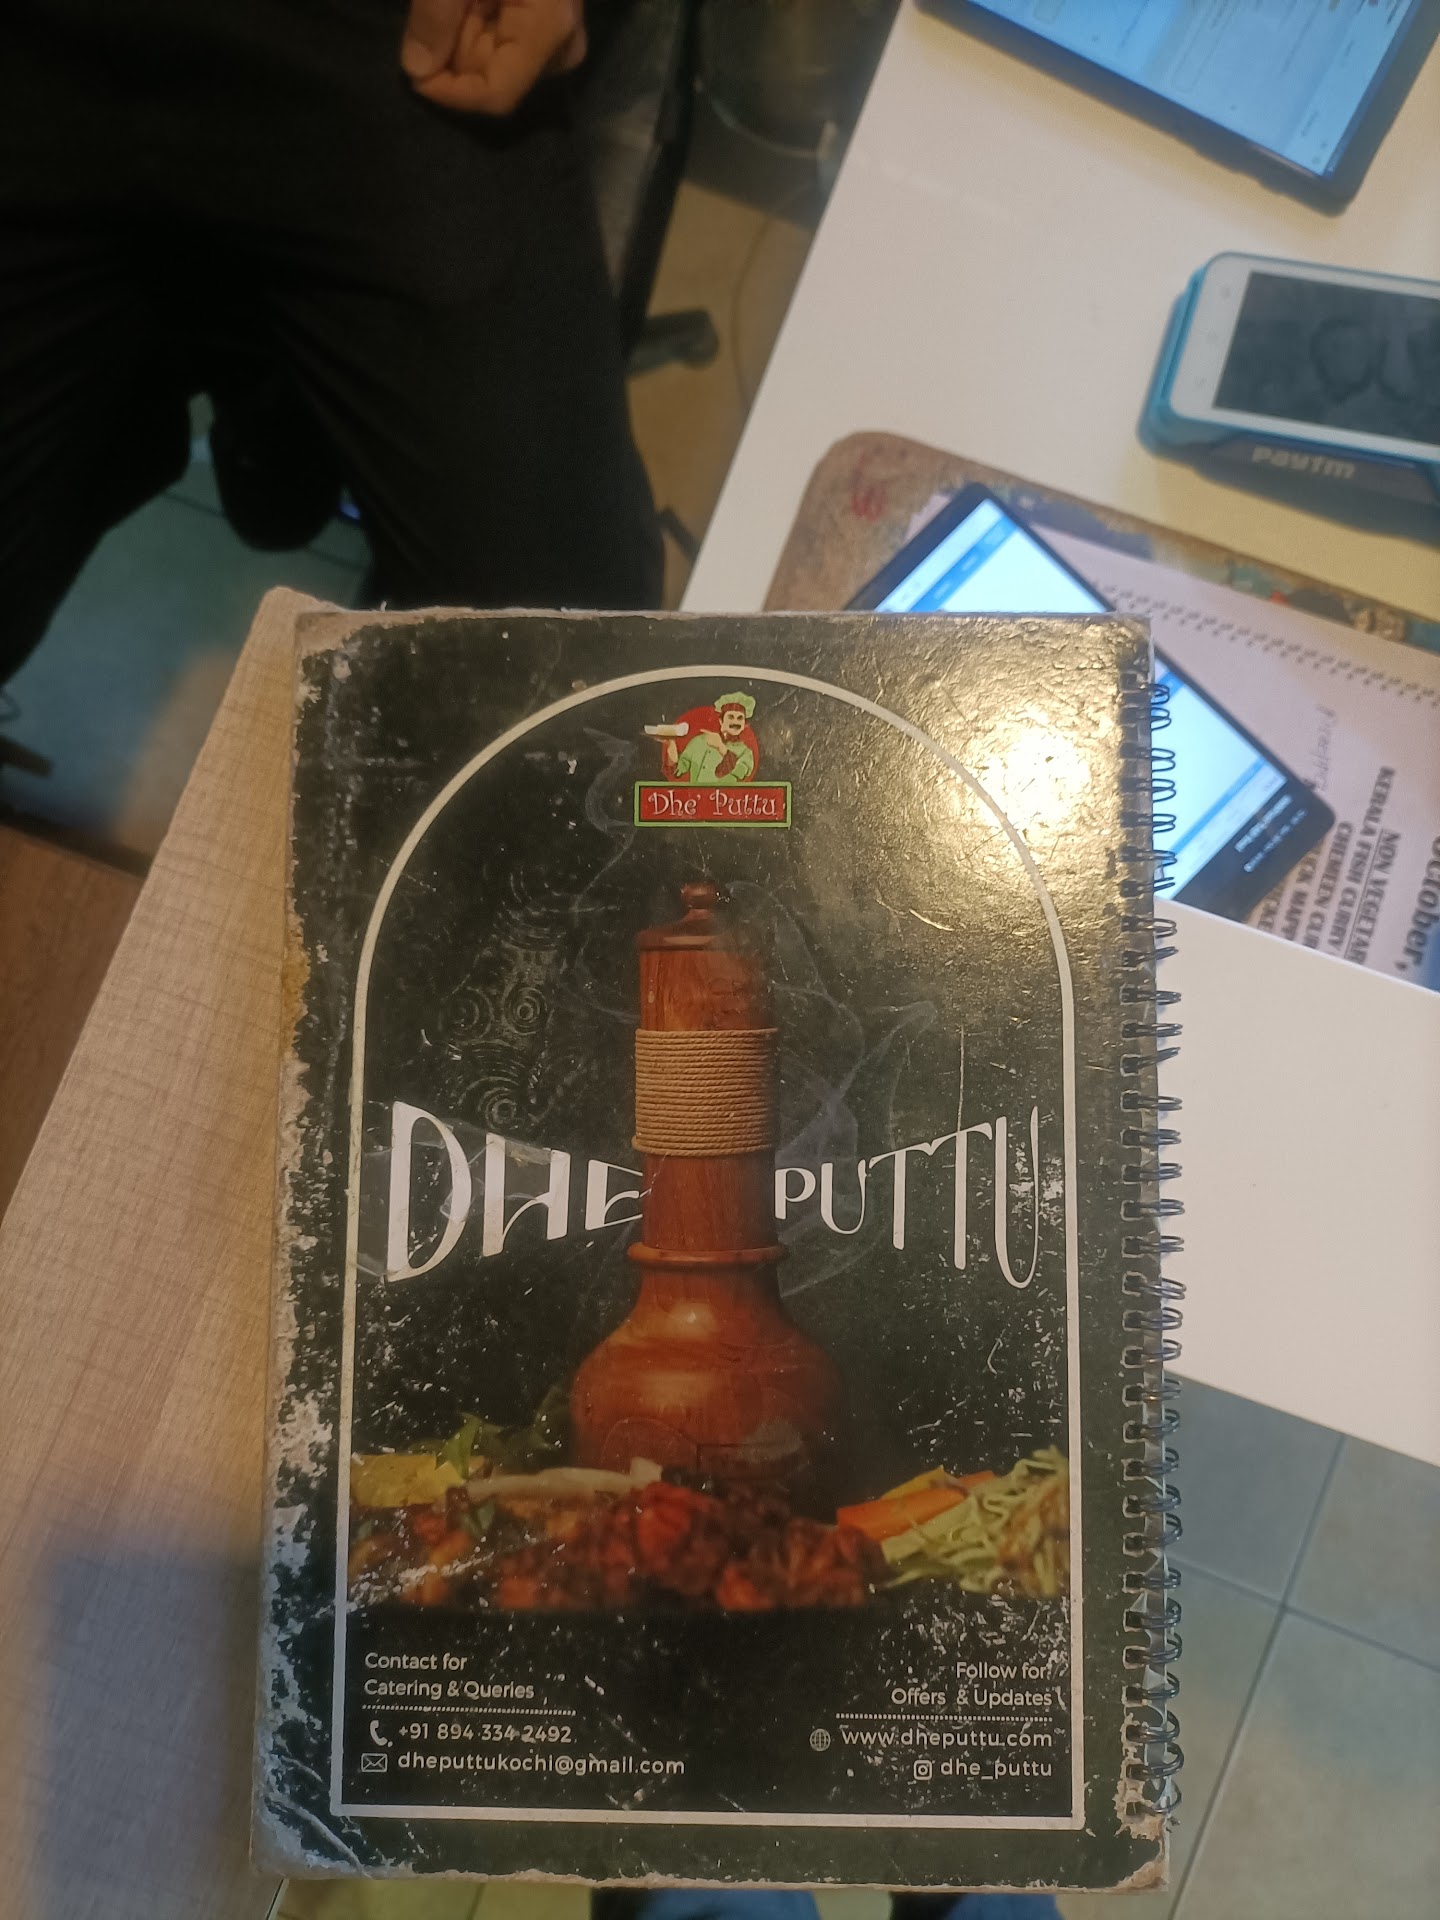 paytm
October,
NON VEGETAR
KERALA FISH CURRY
CHEMEEN CUR
Dhe' Puttu
DHE PUTTU
Contact for
Catering & Queries
+91 894 334 2492
dheputtukochi@gmail.com
Follow for
Offers & Updates
www.dheputtu.com
dhe_puttu